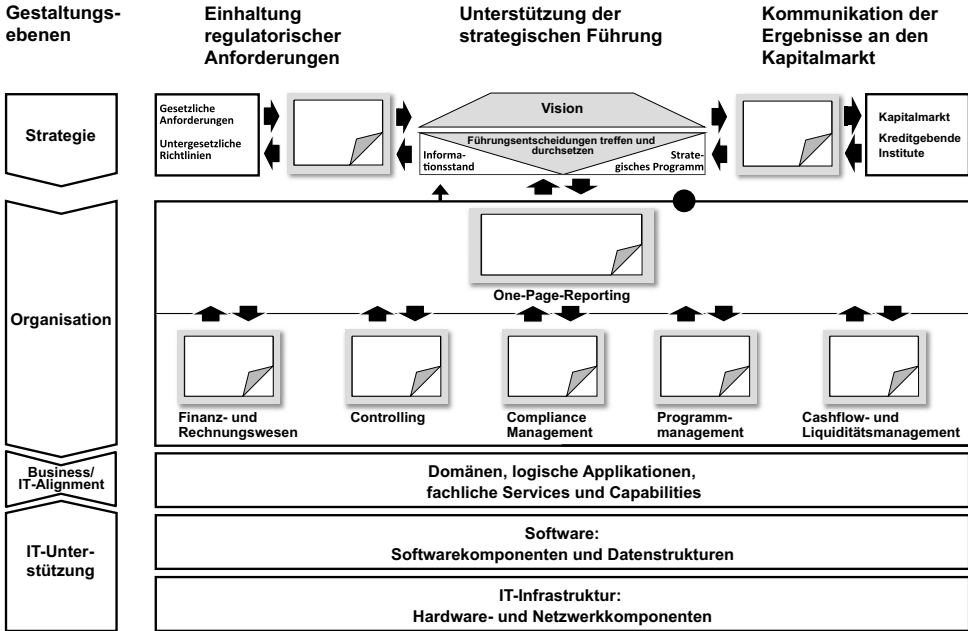 Gestaltungs-
ebenen
Einhaltung
regulatorischer
Anforderungen
Unterstützung der
strategischen Führung
Kommunikation der
Ergebnisse an den
Kapitalmarkt
Strategie
Gesetzliche
Anforderungen
Untergesetzliche
Richtlinien
Vision
Führungsentscheidungen treffen und
durchsetzen
Informa-
tionsstand
Strate-
gisches Programm
Kapitalmarkt
Kreditgebende
Institute
Organisation
One-Page-Reporting
Finanz- und
Rechnungswesen
Controlling
Compliance
Management
Programm-
management
Cashflow- und
Liquiditätsmanagement
Business/
IT-Alignment
Domänen, logische Applikationen,
fachliche Services und Capabilities
IT-Unter-
stützung
Software:
Softwarekomponenten und Datenstrukturen
IT-Infrastruktur:
Hardware- und Netzwerkkomponenten